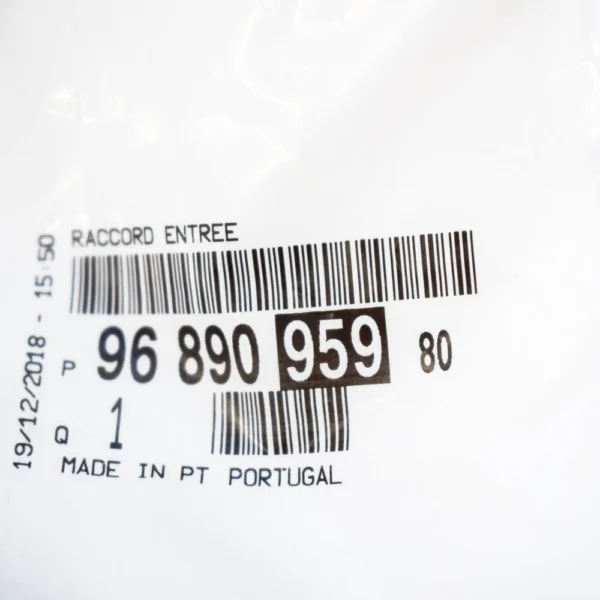 RACCORD ENTREE
P 96 890 959 80
Q 1
MADE IN PT PORTUGAL
19/12/2018 - 15:50